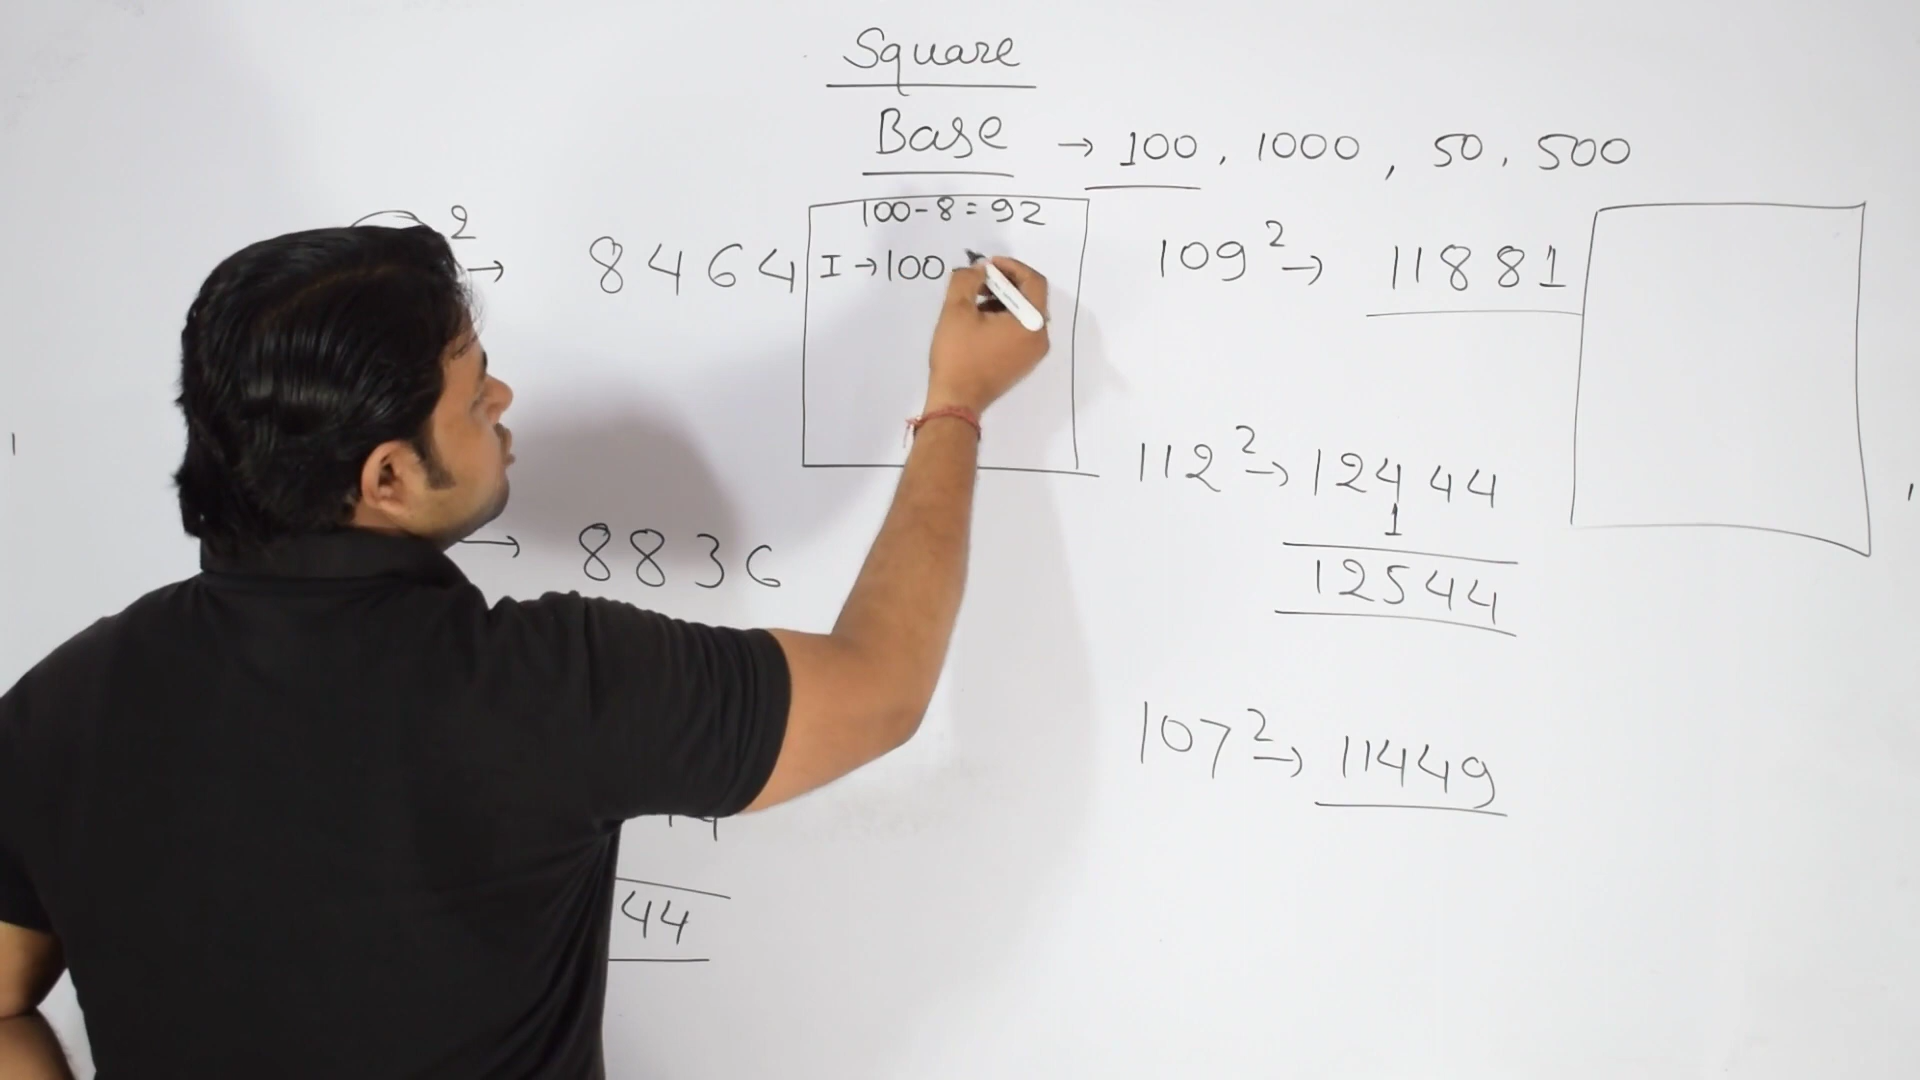 Square
Base → 100, 1000, 50, 500
2 → 8464
100-8=92
I → 100-
109² → 11881
→ 8836
112² → 12444
1
12544
107² → 11449
44